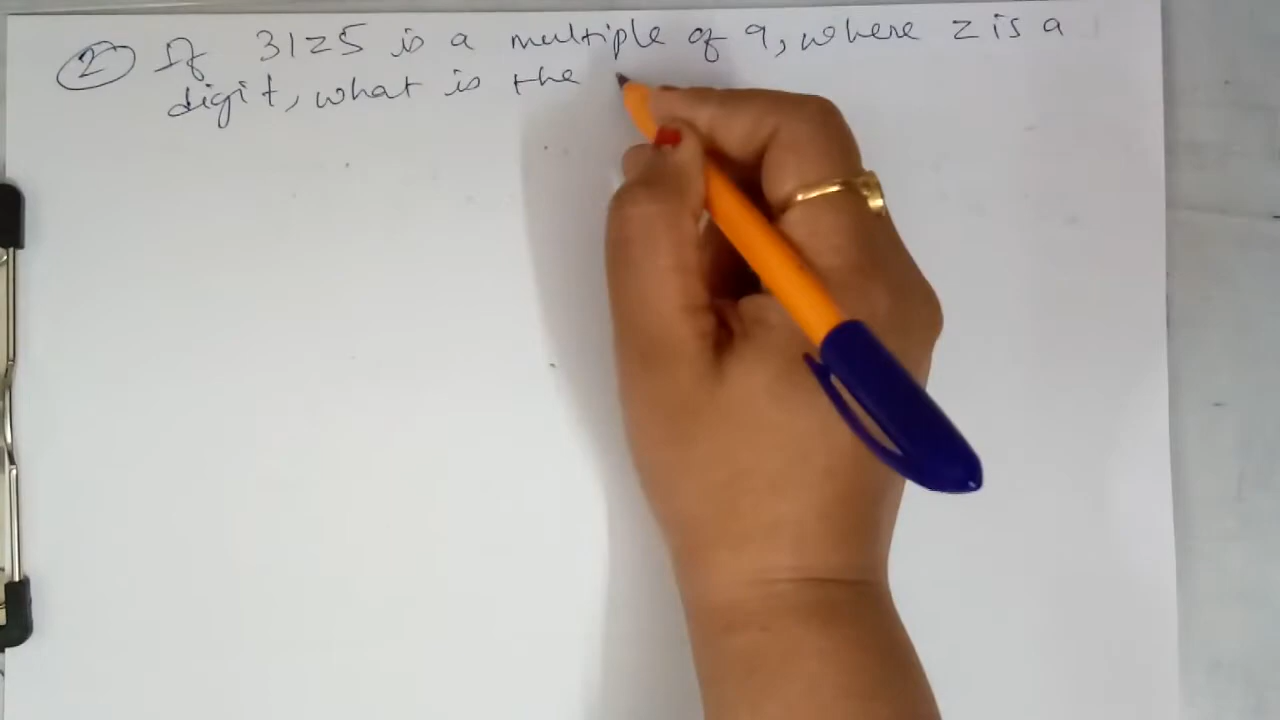 2 If 31z5 is a multiple of 9, where z is a
digit, what is the